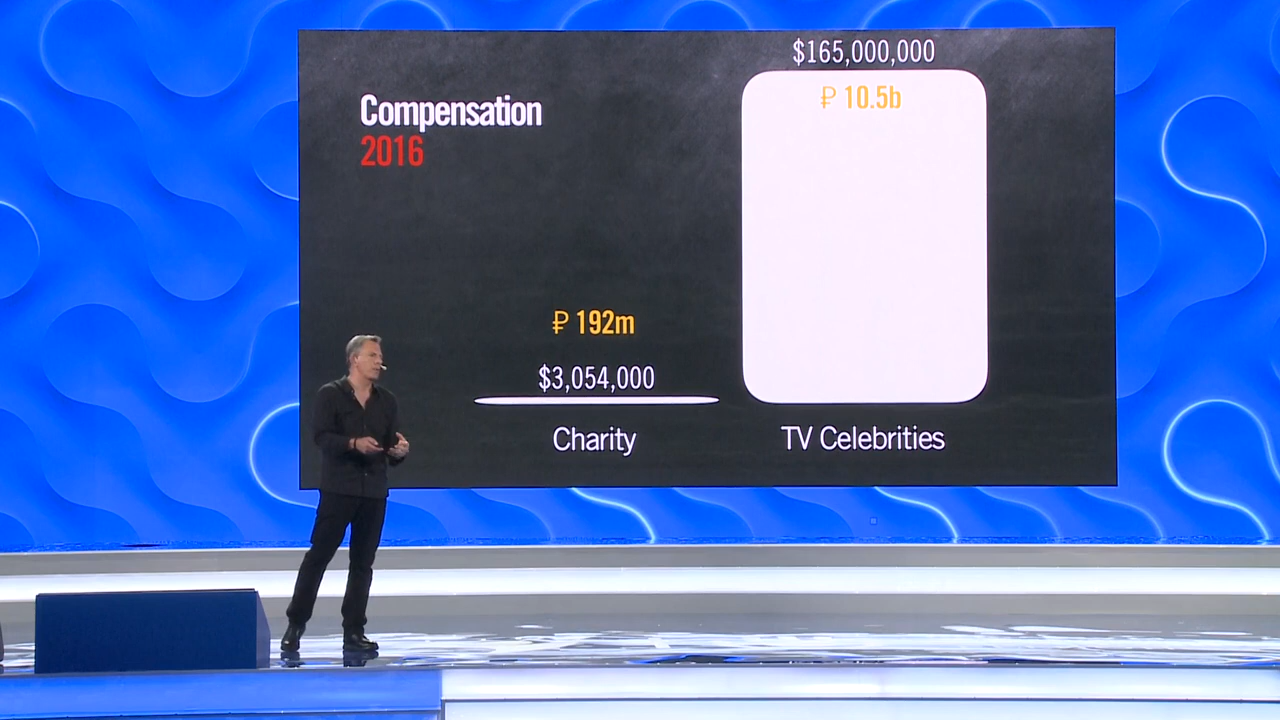 Compensation
2016
₽ 192m
$3,054,000
Charity
$165,000,000
₽ 10.5b
TV Celebrities